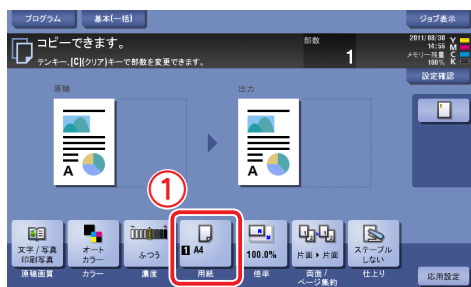 プログラム
基本(一括)
ジョブ表示
コピーできます。
テンキー、[C](クリア)キーで部数を変更できます。
部数
1
2011/08/30
14:56
メモリー残量
100%
Y
M
C
K
設定確認
原稿
出力
A
A
①
文字/写真
印刷写真
原稿画質
オート
カラー
カラー
ふつう
濃度
1 A4
用紙
100.0%
倍率
片面 ▶ 片面
両面/
ページ集約
ステープル
しない
仕上り
応用設定